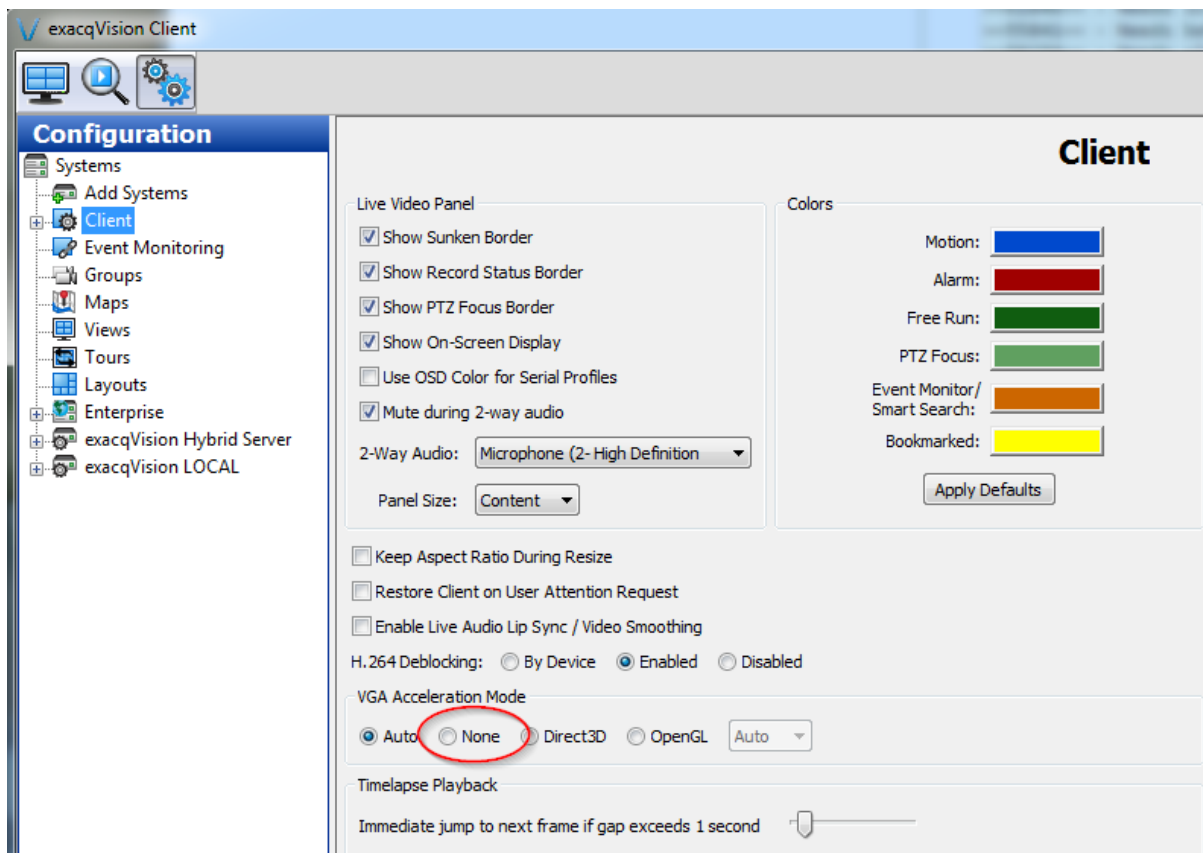 exacqVision Client
Configuration
Systems
Add Systems
Client
Event Monitoring
Groups
Maps
Views
Tours
Layouts
Enterprise
exacqVision Hybrid Server
exacqVision LOCAL
Client
Live Video Panel
Show Sunken Border
Show Record Status Border
Show PTZ Focus Border
Show On-Screen Display
Use OSD Color for Serial Profiles
Mute during 2-way audio
2-Way Audio: Microphone (2- High Definition
Panel Size: Content
Colors
Motion:
Alarm:
Free Run:
PTZ Focus:
Event Monitor/
Smart Search:
Bookmarked:
Apply Defaults
Keep Aspect Ratio During Resize
Restore Client on User Attention Request
Enable Live Audio Lip Sync / Video Smoothing
H.264 Deblocking: By Device Enabled Disabled
VGA Acceleration Mode
Auto None Direct3D OpenGL Auto
Timelapse Playback
Immediate jump to next frame if gap exceeds 1 second